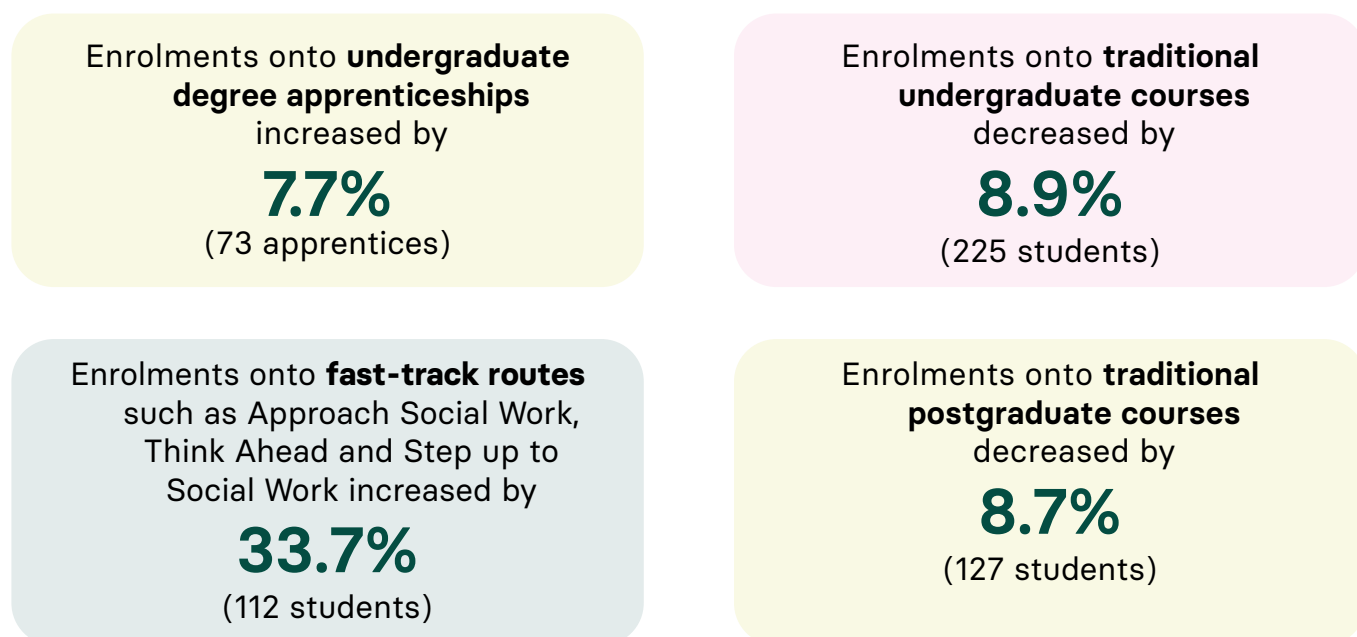 Enrolments onto undergraduate
degree apprenticeships
increased by
7.7%
(73 apprentices)
Enrolments onto traditional
undergraduate courses
decreased by
8.9%
(225 students)
Enrolments onto fast-track routes
such as Approach Social Work,
Think Ahead and Step up to
Social Work increased by
33.7%
(112 students)
Enrolments onto traditional
postgraduate courses
decreased by
8.7%
(127 students)